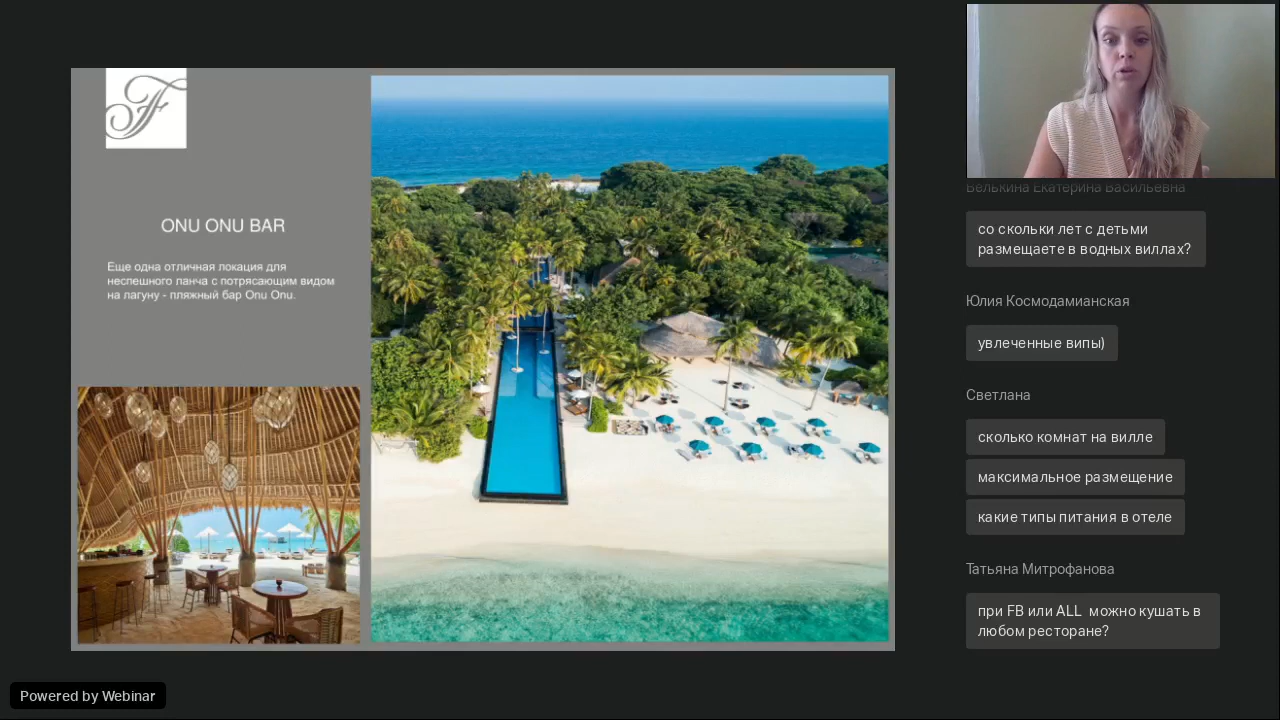 ONU ONU BAR
Еще одна отличная локация для
неспешного ланча с потрясающим видом
на лагуну - пляжный бар Onu Onu.
Белькина Екатерина Васильевна
со скольки лет с детьми
размещаете в водных виллах?
Юлия Космодамианская
увлеченные випы)
Светлана
сколько комнат на вилле
максимальное размещение
какие типы питания в отеле
Татьяна Митрофанова
при FB или ALL можно кушать в
любом ресторане?
Powered by Webinar